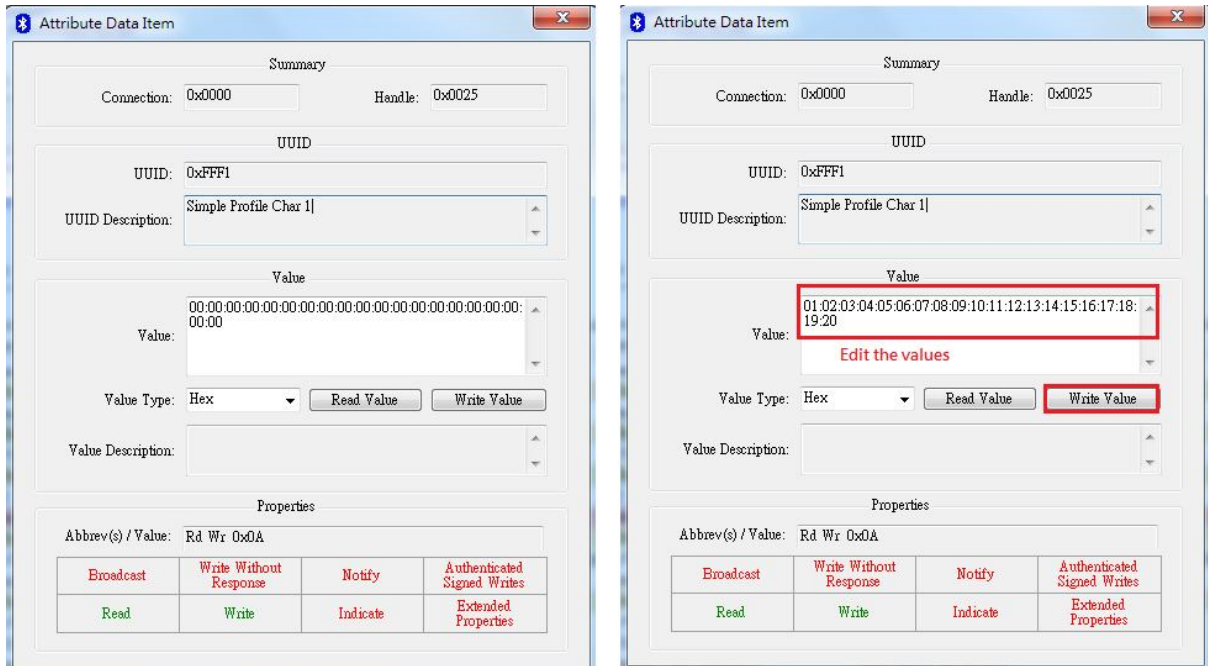 Attribute Data Item
Summary
Connection: 0x0000 Handle: 0x0025
UUID
UUID: 0xFFF1
UUID Description: Simple Profile Char 1
Value
Value: 00:00:00:00:00:00:00:00:00:00:00:00:00:00:00:00:00:00:
00:00
Value Type: Hex Read Value Write Value
Value Description:
Properties
Abbrev(s) / Value: Rd Wr 0x0A
Broadcast Write Without Response Notify Authenticated Signed Writes
Read Write Indicate Extended Properties
Attribute Data Item
Summary
Connection: 0x0000 Handle: 0x0025
UUID
UUID: 0xFFF1
UUID Description: Simple Profile Char 1
Value
Value: 01:02:03:04:05:06:07:08:09:10:11:12:13:14:15:16:17:18:
19:20
Edit the values
Value Type: Hex Read Value Write Value
Value Description:
Properties
Abbrev(s) / Value: Rd Wr 0x0A
Broadcast Write Without Response Notify Authenticated Signed Writes
Read Write Indicate Extended Properties